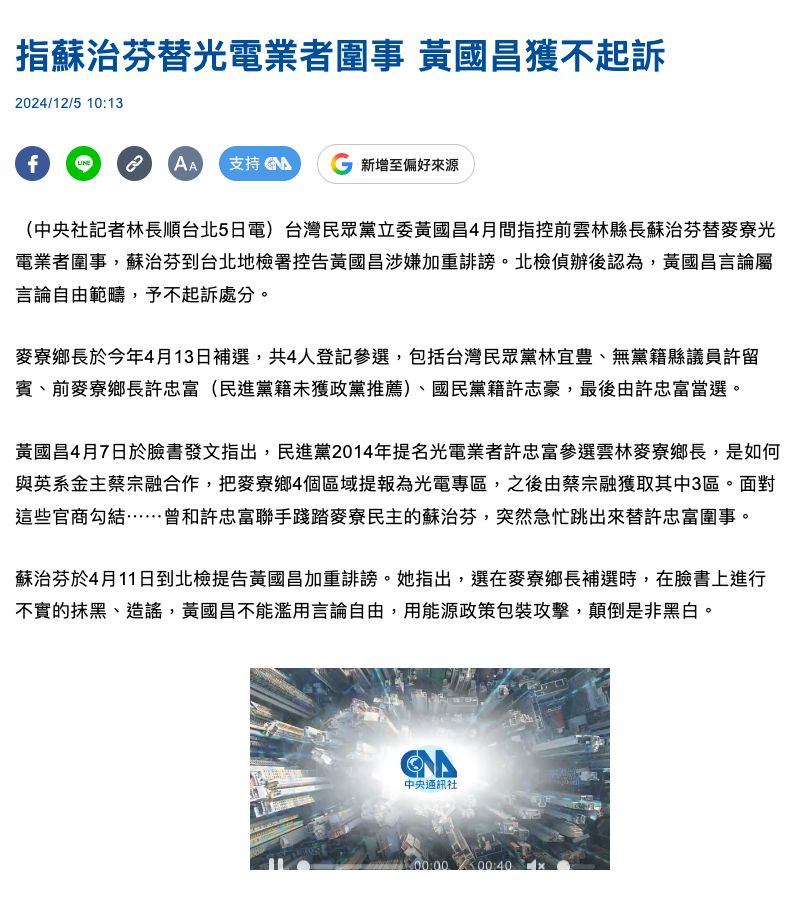 指蘇治芬替光電業者圍事 黃國昌獲不起訴
2024/12/5 10:13
f
LINE
AA
支持 CNA
G 新增至偏好來源
（中央社記者林長順台北5日電）台灣民眾黨立委黃國昌4月間指控前雲林縣長蘇治芬替麥寮光
電業者圍事，蘇治芬到台北地檢署控告黃國昌涉嫌加重誹謗。北檢偵辦後認為，黃國昌言論屬
言論自由範疇，予不起訴處分。
麥寮鄉長於今年4月13日補選，共4人登記參選，包括台灣民眾黨林宜豊、無黨籍縣議員許留
賓、前麥寮鄉長許忠富（民進黨籍未獲政黨推薦）、國民黨籍許志豪，最後由許忠富當選。
黃國昌4月7日於臉書發文指出，民進黨2014年提名光電業者許忠富參選雲林麥寮鄉長，是如何
與英系金主蔡宗融合作，把麥寮鄉4個區域提報為光電專區，之後由蔡宗融獲取其中3區。面對
這些官商勾結⋯⋯曾和許忠富聯手踐踏麥寮民主的蘇治芬，突然急忙跳出來替許忠富圍事。
蘇治芬於4月11日到北檢提告黃國昌加重誹謗。她指出，選在麥寮鄉長補選時，在臉書上進行
不實的抹黑、造謠，黃國昌不能濫用言論自由，用能源政策包裝攻擊，顛倒是非黑白。
CNA
中央通訊社
00:00 / 00:40